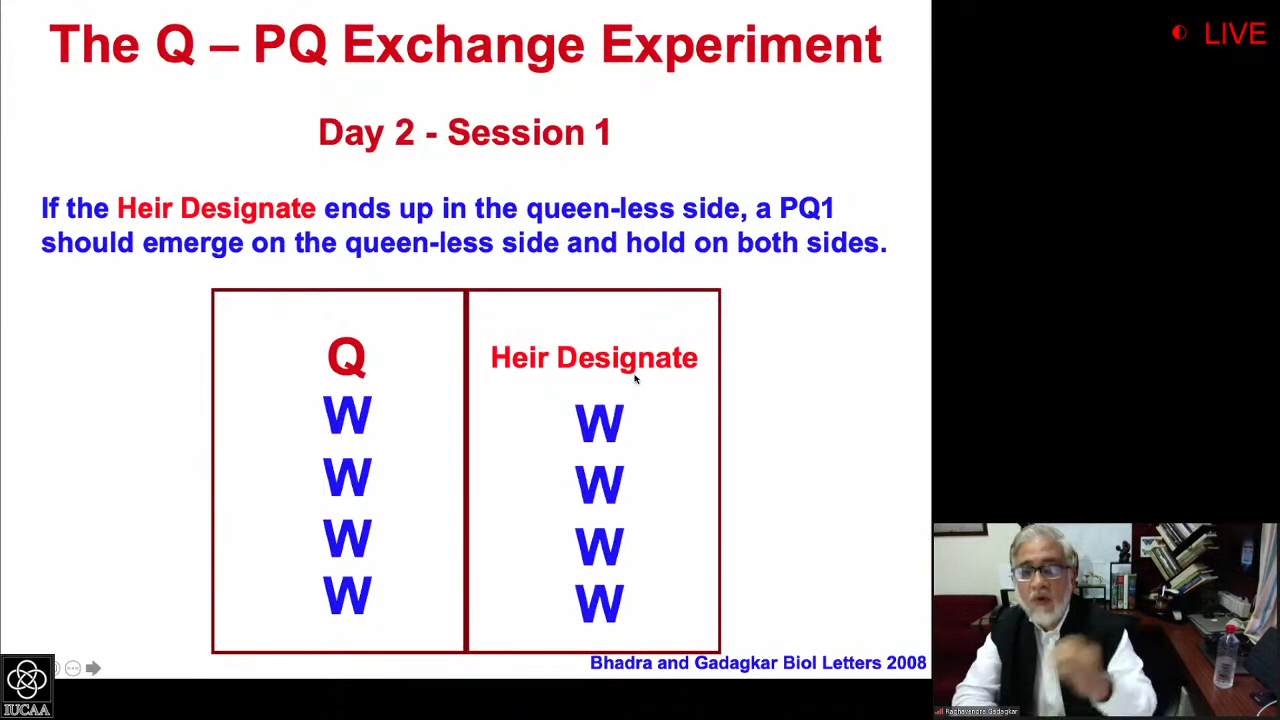 The Q – PQ Exchange Experiment
LIVE
Day 2 - Session 1
If the Heir Designate ends up in the queen-less side, a PQ1
should emerge on the queen-less side and hold on both sides.
Q
W
W
W
W
Heir Designate
W
W
W
W
Bhadra and Gadagkar Biol Letters 2008
IUCAA
Raghavendra Gadagkar